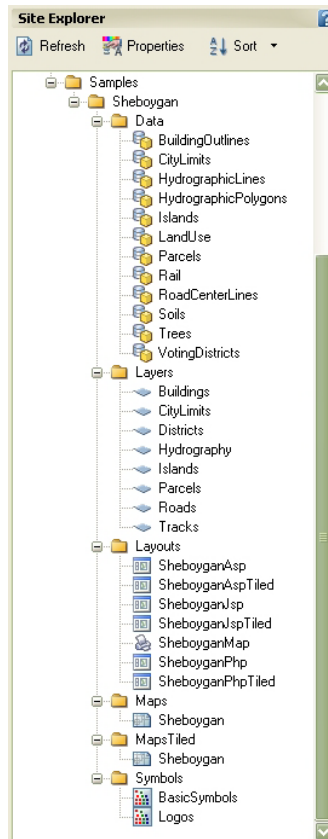 Site Explorer
Refresh Properties Sort
Samples
Sheboygan
Data
BuildingOutlines
CityLimits
HydrographicLines
HydrographicPolygons
Islands
LandUse
Parcels
Rail
RoadCenterLines
Soils
Trees
VotingDistricts
Layers
Buildings
CityLimits
Districts
Hydrography
Islands
Parcels
Roads
Tracks
Layouts
SheboyganAsp
SheboyganAspTiled
SheboyganJsp
SheboyganJspTiled
SheboyganMap
SheboyganPhp
SheboyganPhpTiled
Maps
Sheboygan
MapsTiled
Sheboygan
Symbols
BasicSymbols
Logos